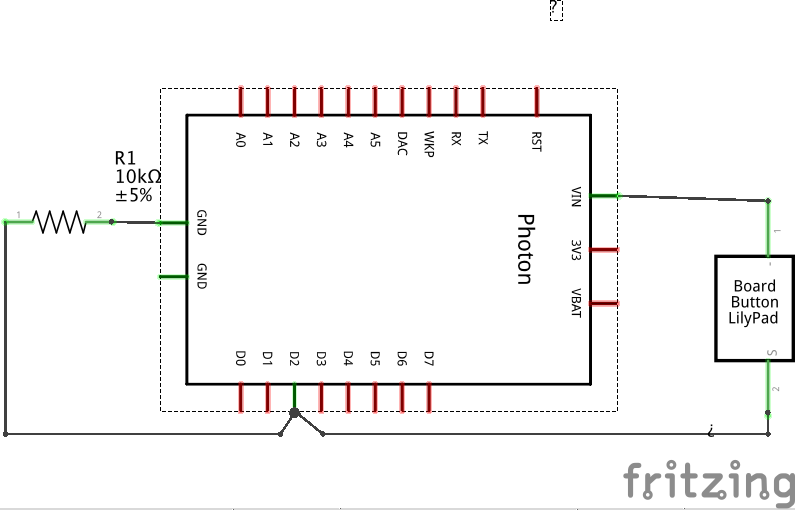 ?
A0 A1 A2 A3 A4 A5 DAC WKP RX TX RST
R1
10kΩ
±5%
1 2
GND
GND
Photon
VIN
3V3
VBAT
1
-
Board
Button
LilyPad
S
2
D0 D1 D2 D3 D4 D5 D6 D7
¿
fritzing